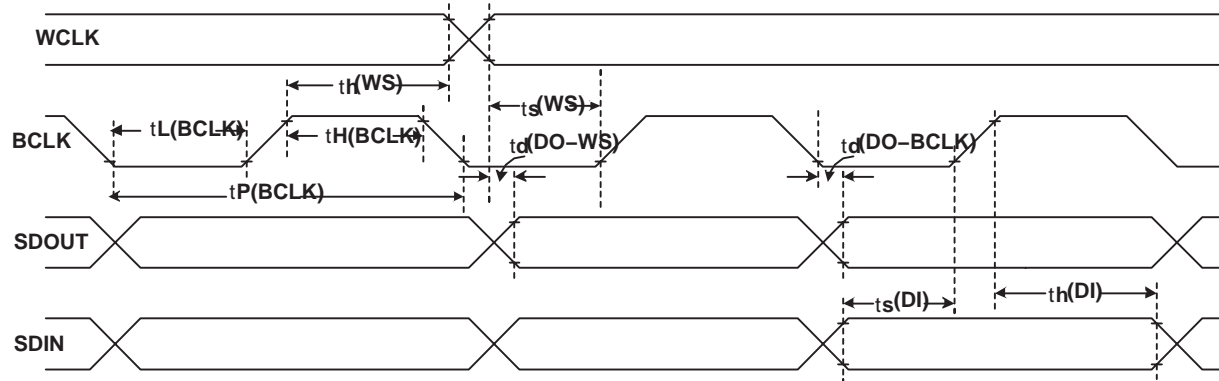 WCLK
th(WS)
ts(WS)
BCLK
tL(BCLK)
tH(BCLK)
td(DO–WS)
td(DO–BCLK)
tP(BCLK)
SDOUT
ts(DI)
th(DI)
SDIN